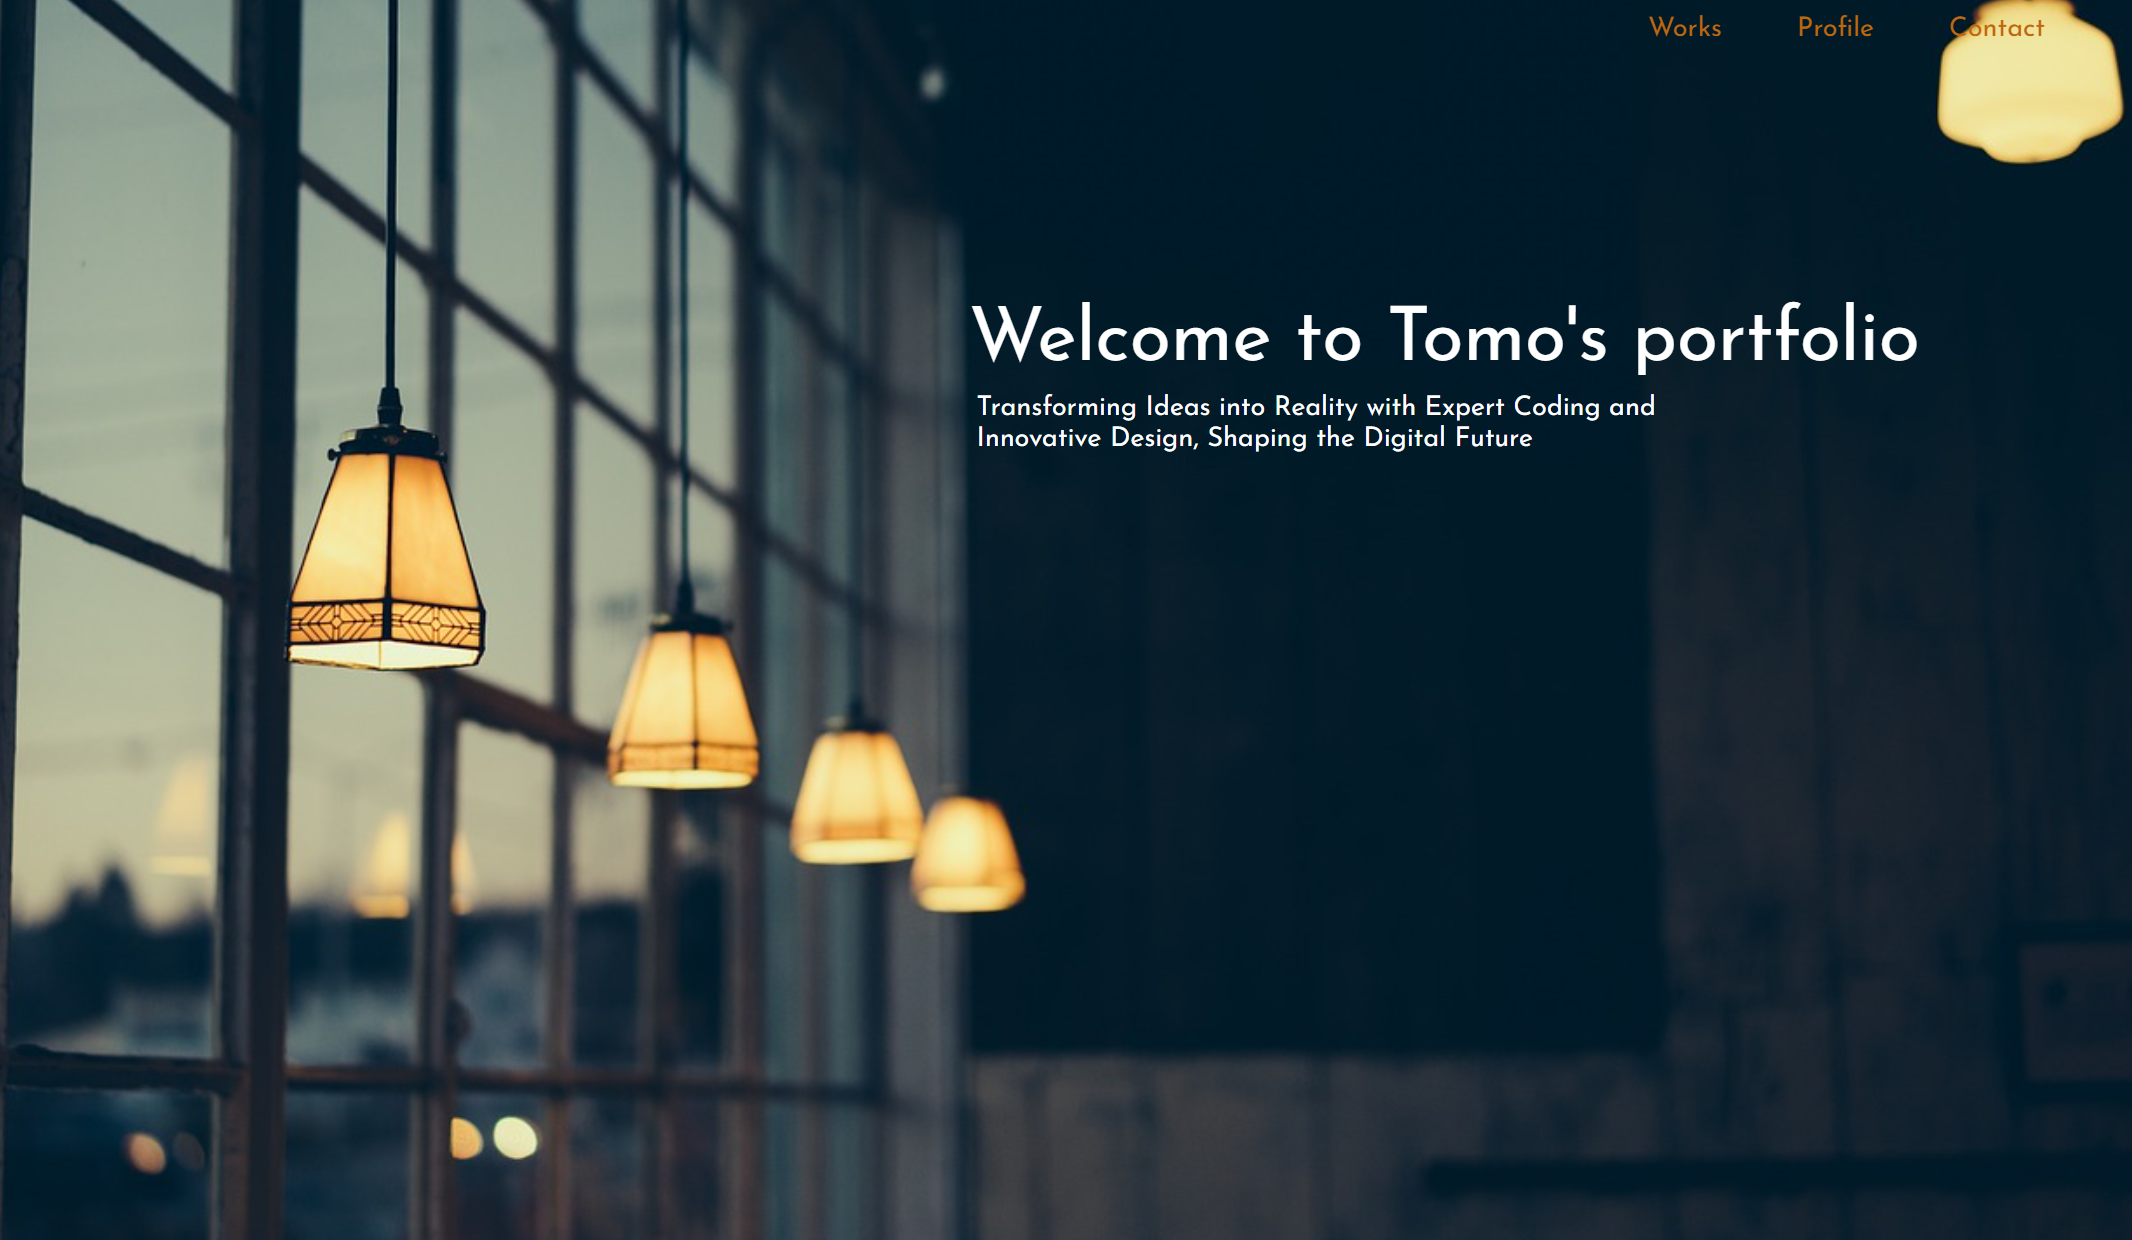 Works Profile Contact
Welcome to Tomo's portfolio
Transforming Ideas into Reality with Expert Coding and
Innovative Design, Shaping the Digital Future